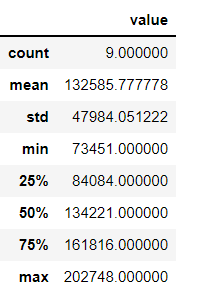 value
count 9.000000
mean 132585.777778
std 47984.051222
min 73451.000000
25% 84084.000000
50% 134221.000000
75% 161816.000000
max 202748.000000